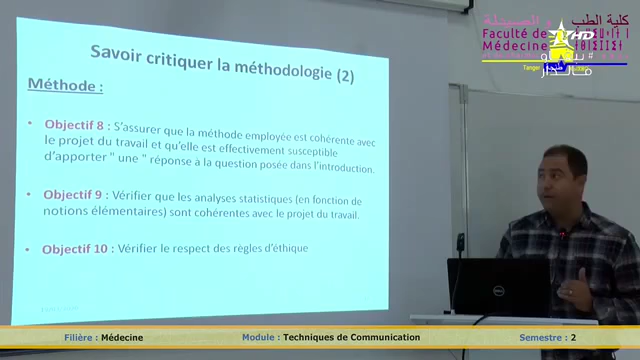 Savoir critiquer la méthodologie (2)
Méthode :
• Objectif 8 : S'assurer que la méthode employée est cohérente avec
le projet du travail et qu'elle est effectivement susceptible
d'apporter " une " réponse à la question posée dans l'introduction.
• Objectif 9 : Vérifier que les analyses statistiques (en fonction de
notions élémentaires) sont cohérentes avec le projet du travail.
• Objectif 10 : Vérifier le respect des règles d'éthique
كلية الطب و الصيدلة
Faculté de
Médecine
HD
Tanger
DELL
Filière : Médecine
Module : Techniques de Communication
Semestre : 2